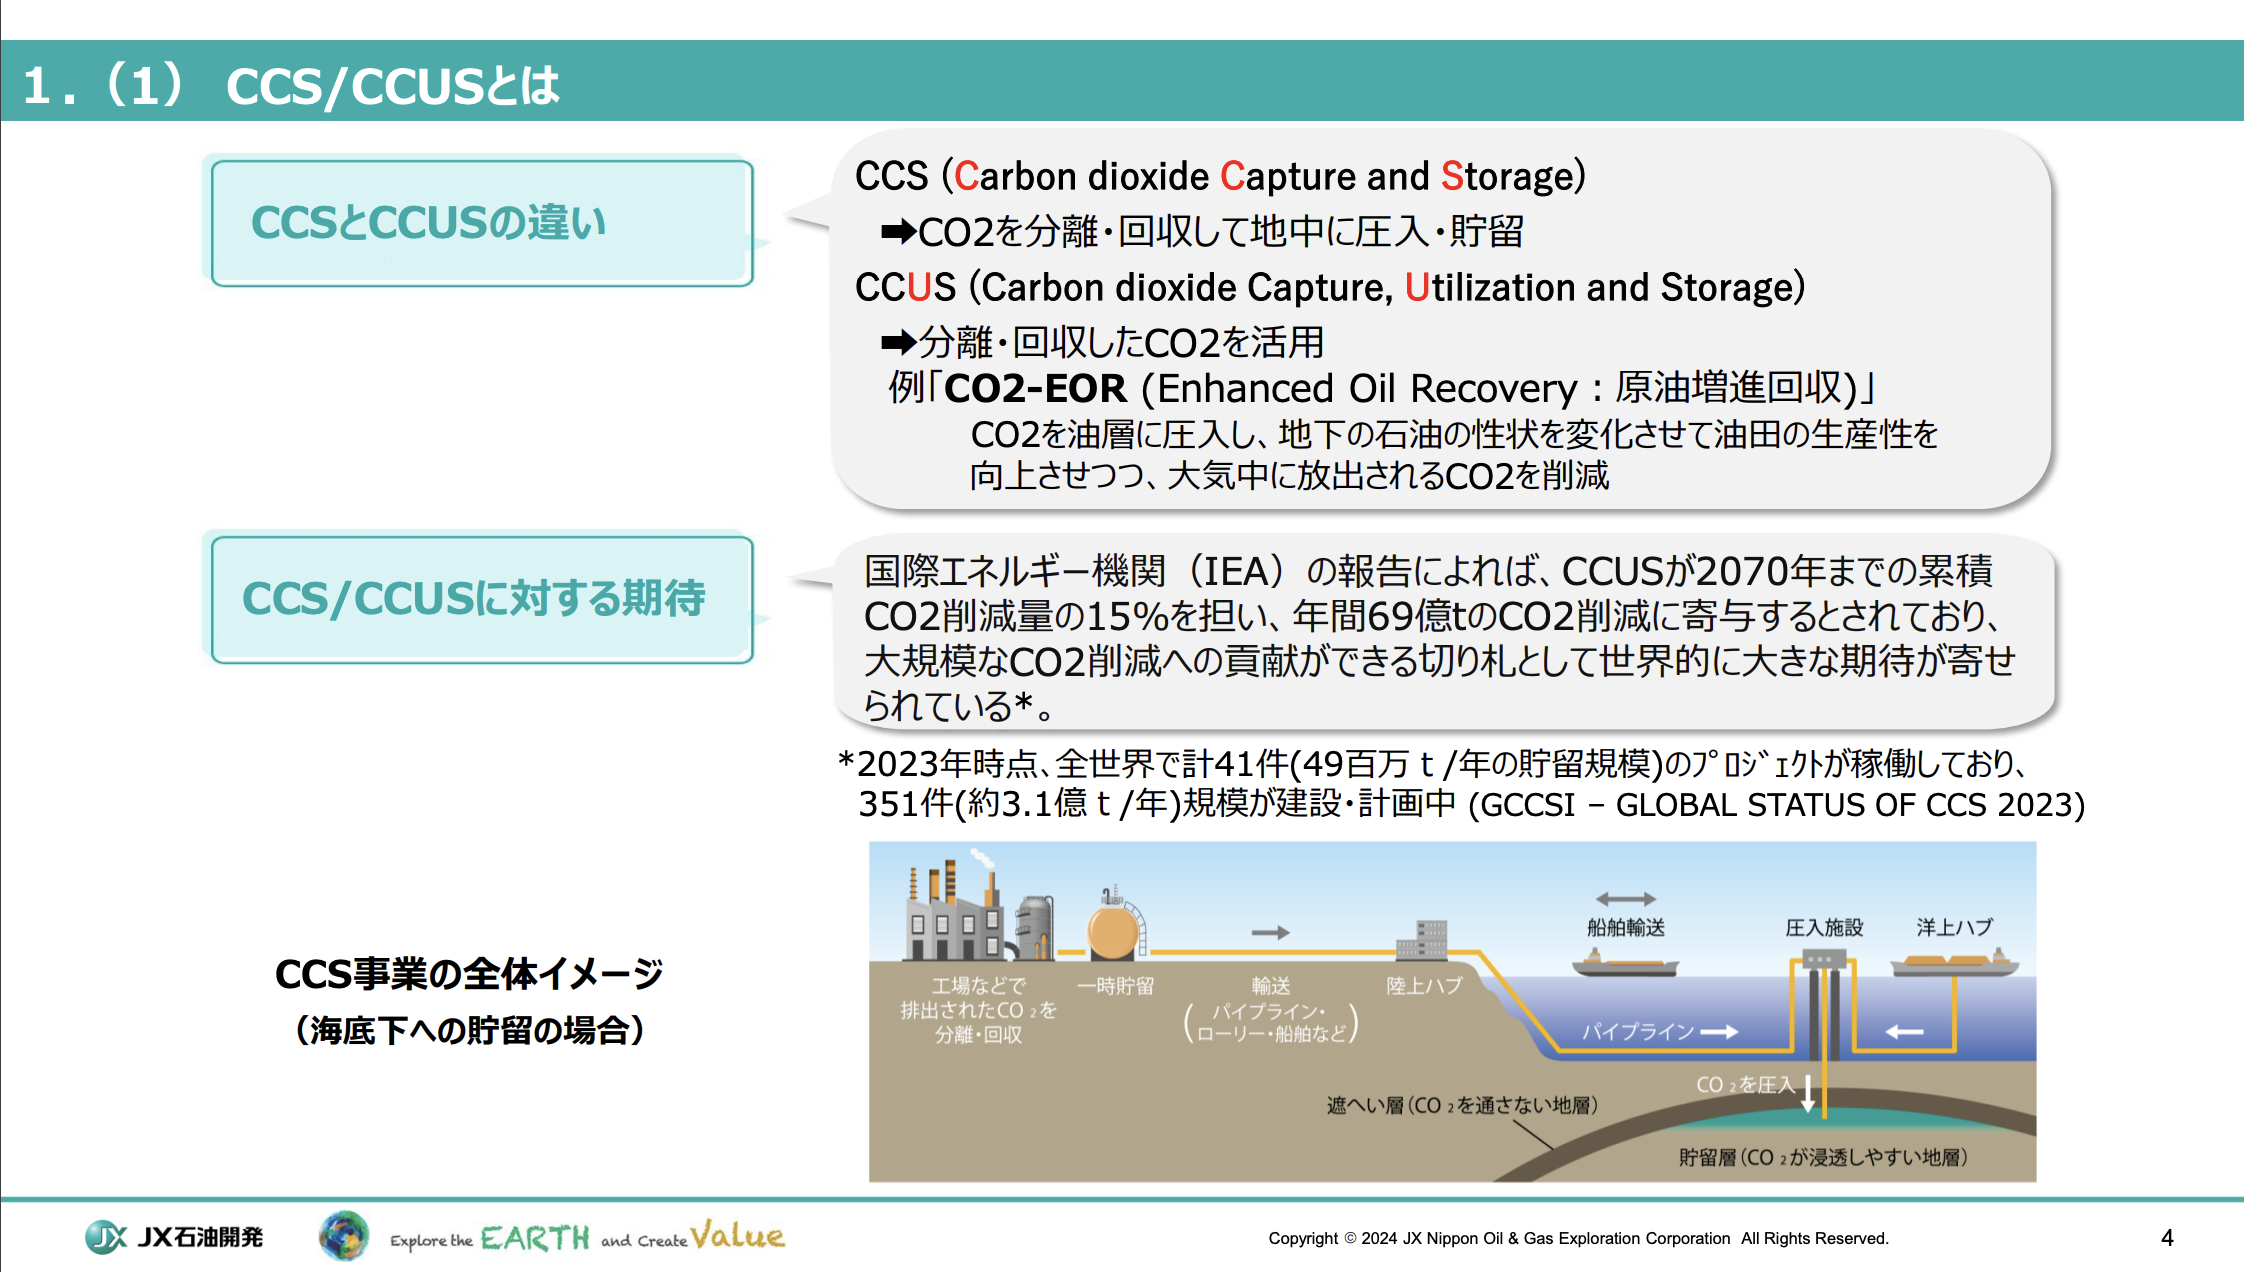 １．（1） CCS/CCUSとは
CCSとCCUSの違い
CCS (Carbon dioxide Capture and Storage)
➡CO2を分離・回収して地中に圧入・貯留
CCUS (Carbon dioxide Capture, Utilization and Storage)
➡分離・回収したCO2を活用
例「CO2-EOR (Enhanced Oil Recovery：原油増進回収)」
CO2を油層に圧入し、地下の石油の性状を変化させて油田の生産性を
向上させつつ、大気中に放出されるCO2を削減
CCS/CCUSに対する期待
国際エネルギー機関（IEA）の報告によれば、CCUSが2070年までの累積
CO2削減量の15%を担い、年間69億tのCO2削減に寄与するとされており、
大規模なCO2削減への貢献ができる切り札として世界的に大きな期待が寄せ
られている*。
*2023年時点、全世界で計41件(49百万ｔ/年の貯留規模)のﾌﾟﾛｼﾞｪｸﾄが稼働しており、
351件(約3.1億ｔ/年)規模が建設・計画中 (GCCSI – GLOBAL STATUS OF CCS 2023)
CCS事業の全体イメージ
（海底下への貯留の場合）
船舶輸送
圧入施設
洋上ハブ
工場などで
排出されたCO₂を
分離・回収
一時貯留
輸送
（パイプライン・
ローリー・船舶など）
陸上ハブ
パイプライン
CO₂を圧入
遮へい層（CO₂を通さない地層）
貯留層（CO₂が浸透しやすい地層）
JX JX石油開発
Explore the EARTH and Create Value
Copyright © 2024 JX Nippon Oil & Gas Exploration Corporation All Rights Reserved.
4